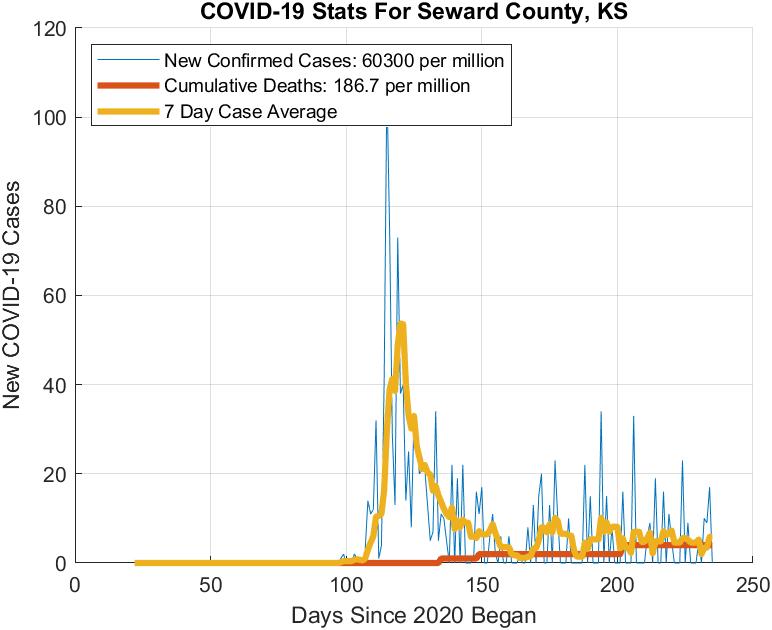 COVID-19 Stats For Seward County, KS
120
New Confirmed Cases: 60300 per million
Cumulative Deaths: 186.7 per million
7 Day Case Average
100
80
60
40
20
0
New COVID-19 Cases
0 50 100 150 200 250
Days Since 2020 Began